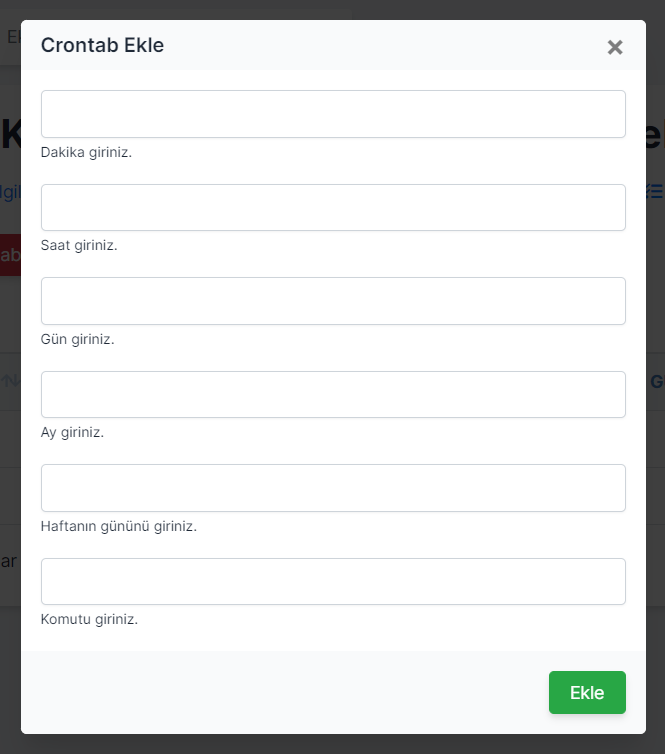 Crontab Ekle
Dakika giriniz.
Saat giriniz.
Gün giriniz.
Ay giriniz.
Haftanın gününü giriniz.
Komutu giriniz.
Ekle